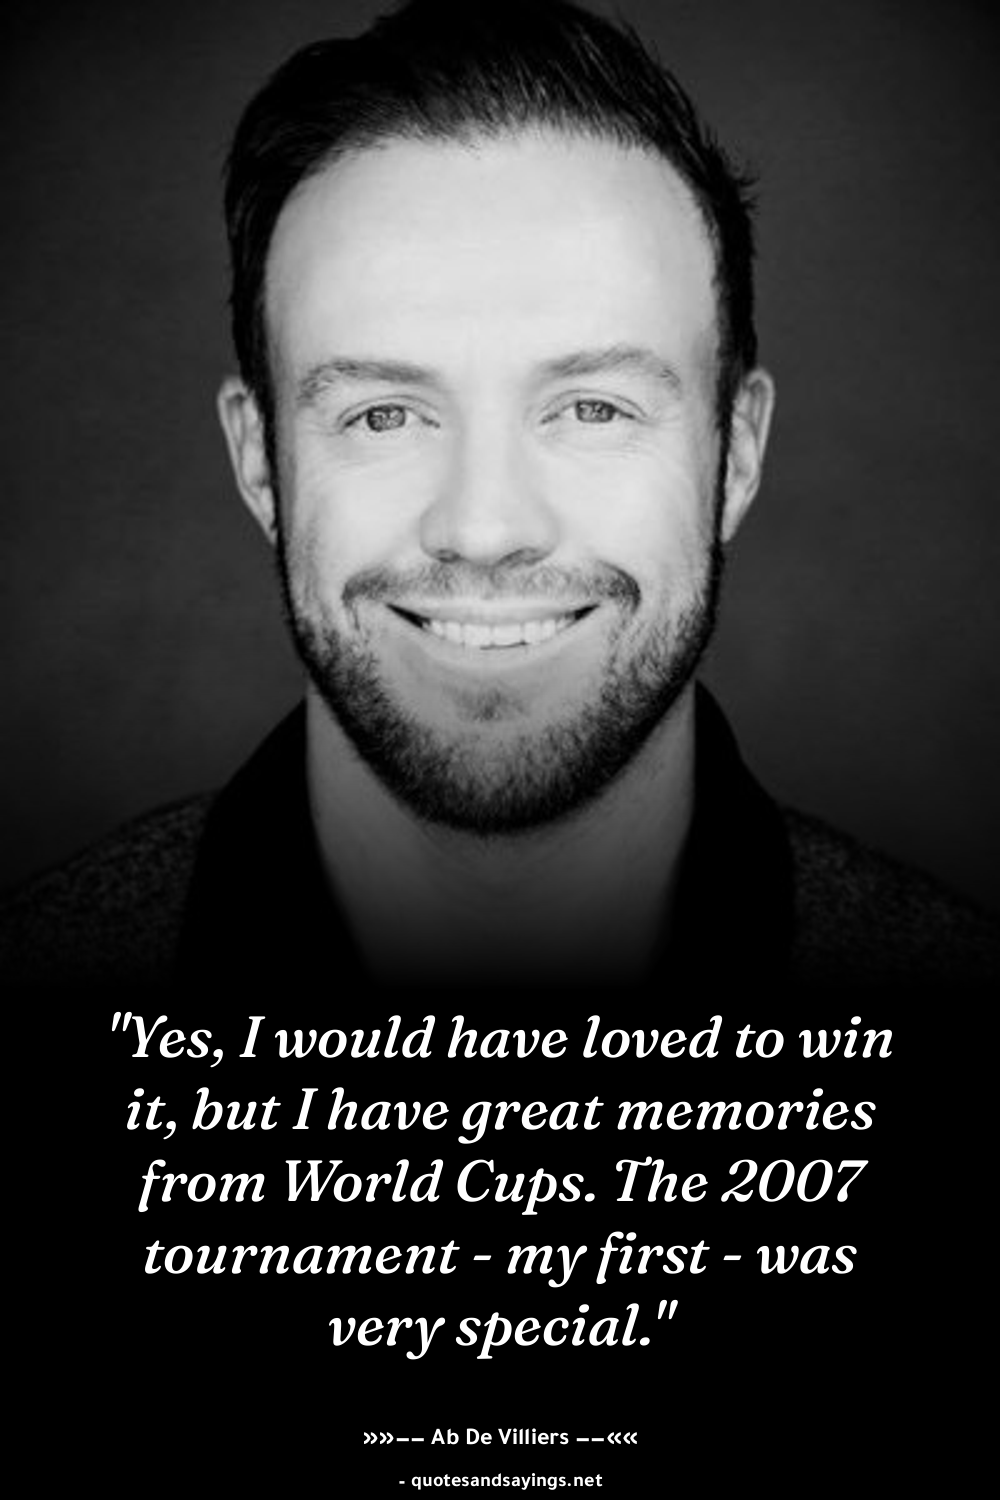 "Yes, I would have loved to win
it, but I have great memories
from World Cups. The 2007
tournament - my first - was
very special."
»»—— Ab De Villiers ——««
- quotesandsayings.net